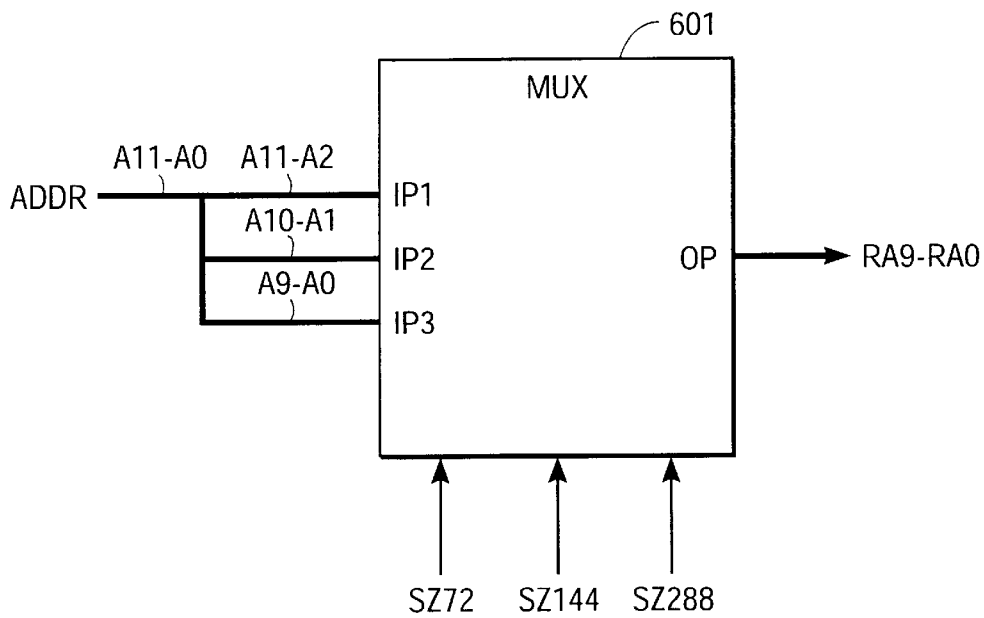 601
MUX
A11-A0 A11-A2
ADDR IP1
A10-A1
IP2 OP RA9-RA0
A9-A0
IP3
SZ72 SZ144 SZ288